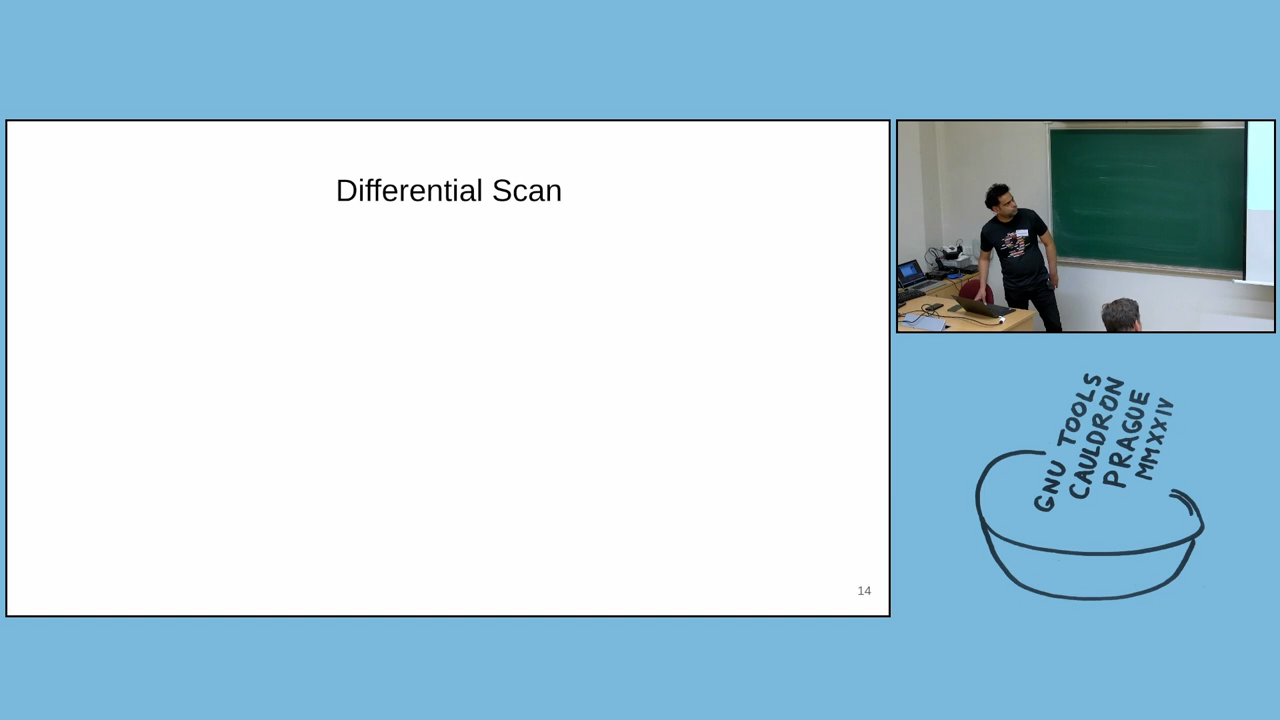 Differential Scan
14
GNU TOOLS
CAULDRON
PRAGUE
MMXXIV